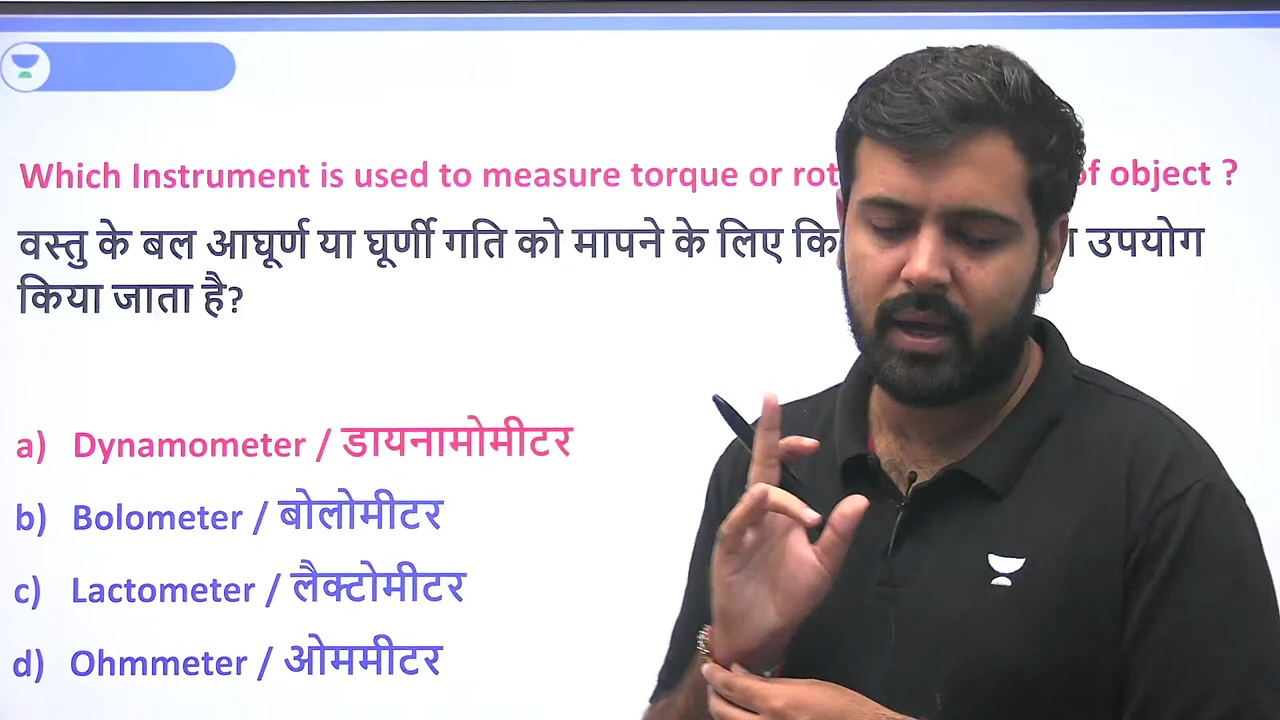 Which Instrument is used to measure torque or of object ?
वस्तु के बल आघूर्ण या घूर्णी गति को मापने के लिए उपयोग
किया जाता है?
a) Dynamometer / डायनामोमीटर
b) Bolometer / बोलोमीटर
c) Lactometer / लैक्टोमीटर
d) Ohmmeter / ओममीटर